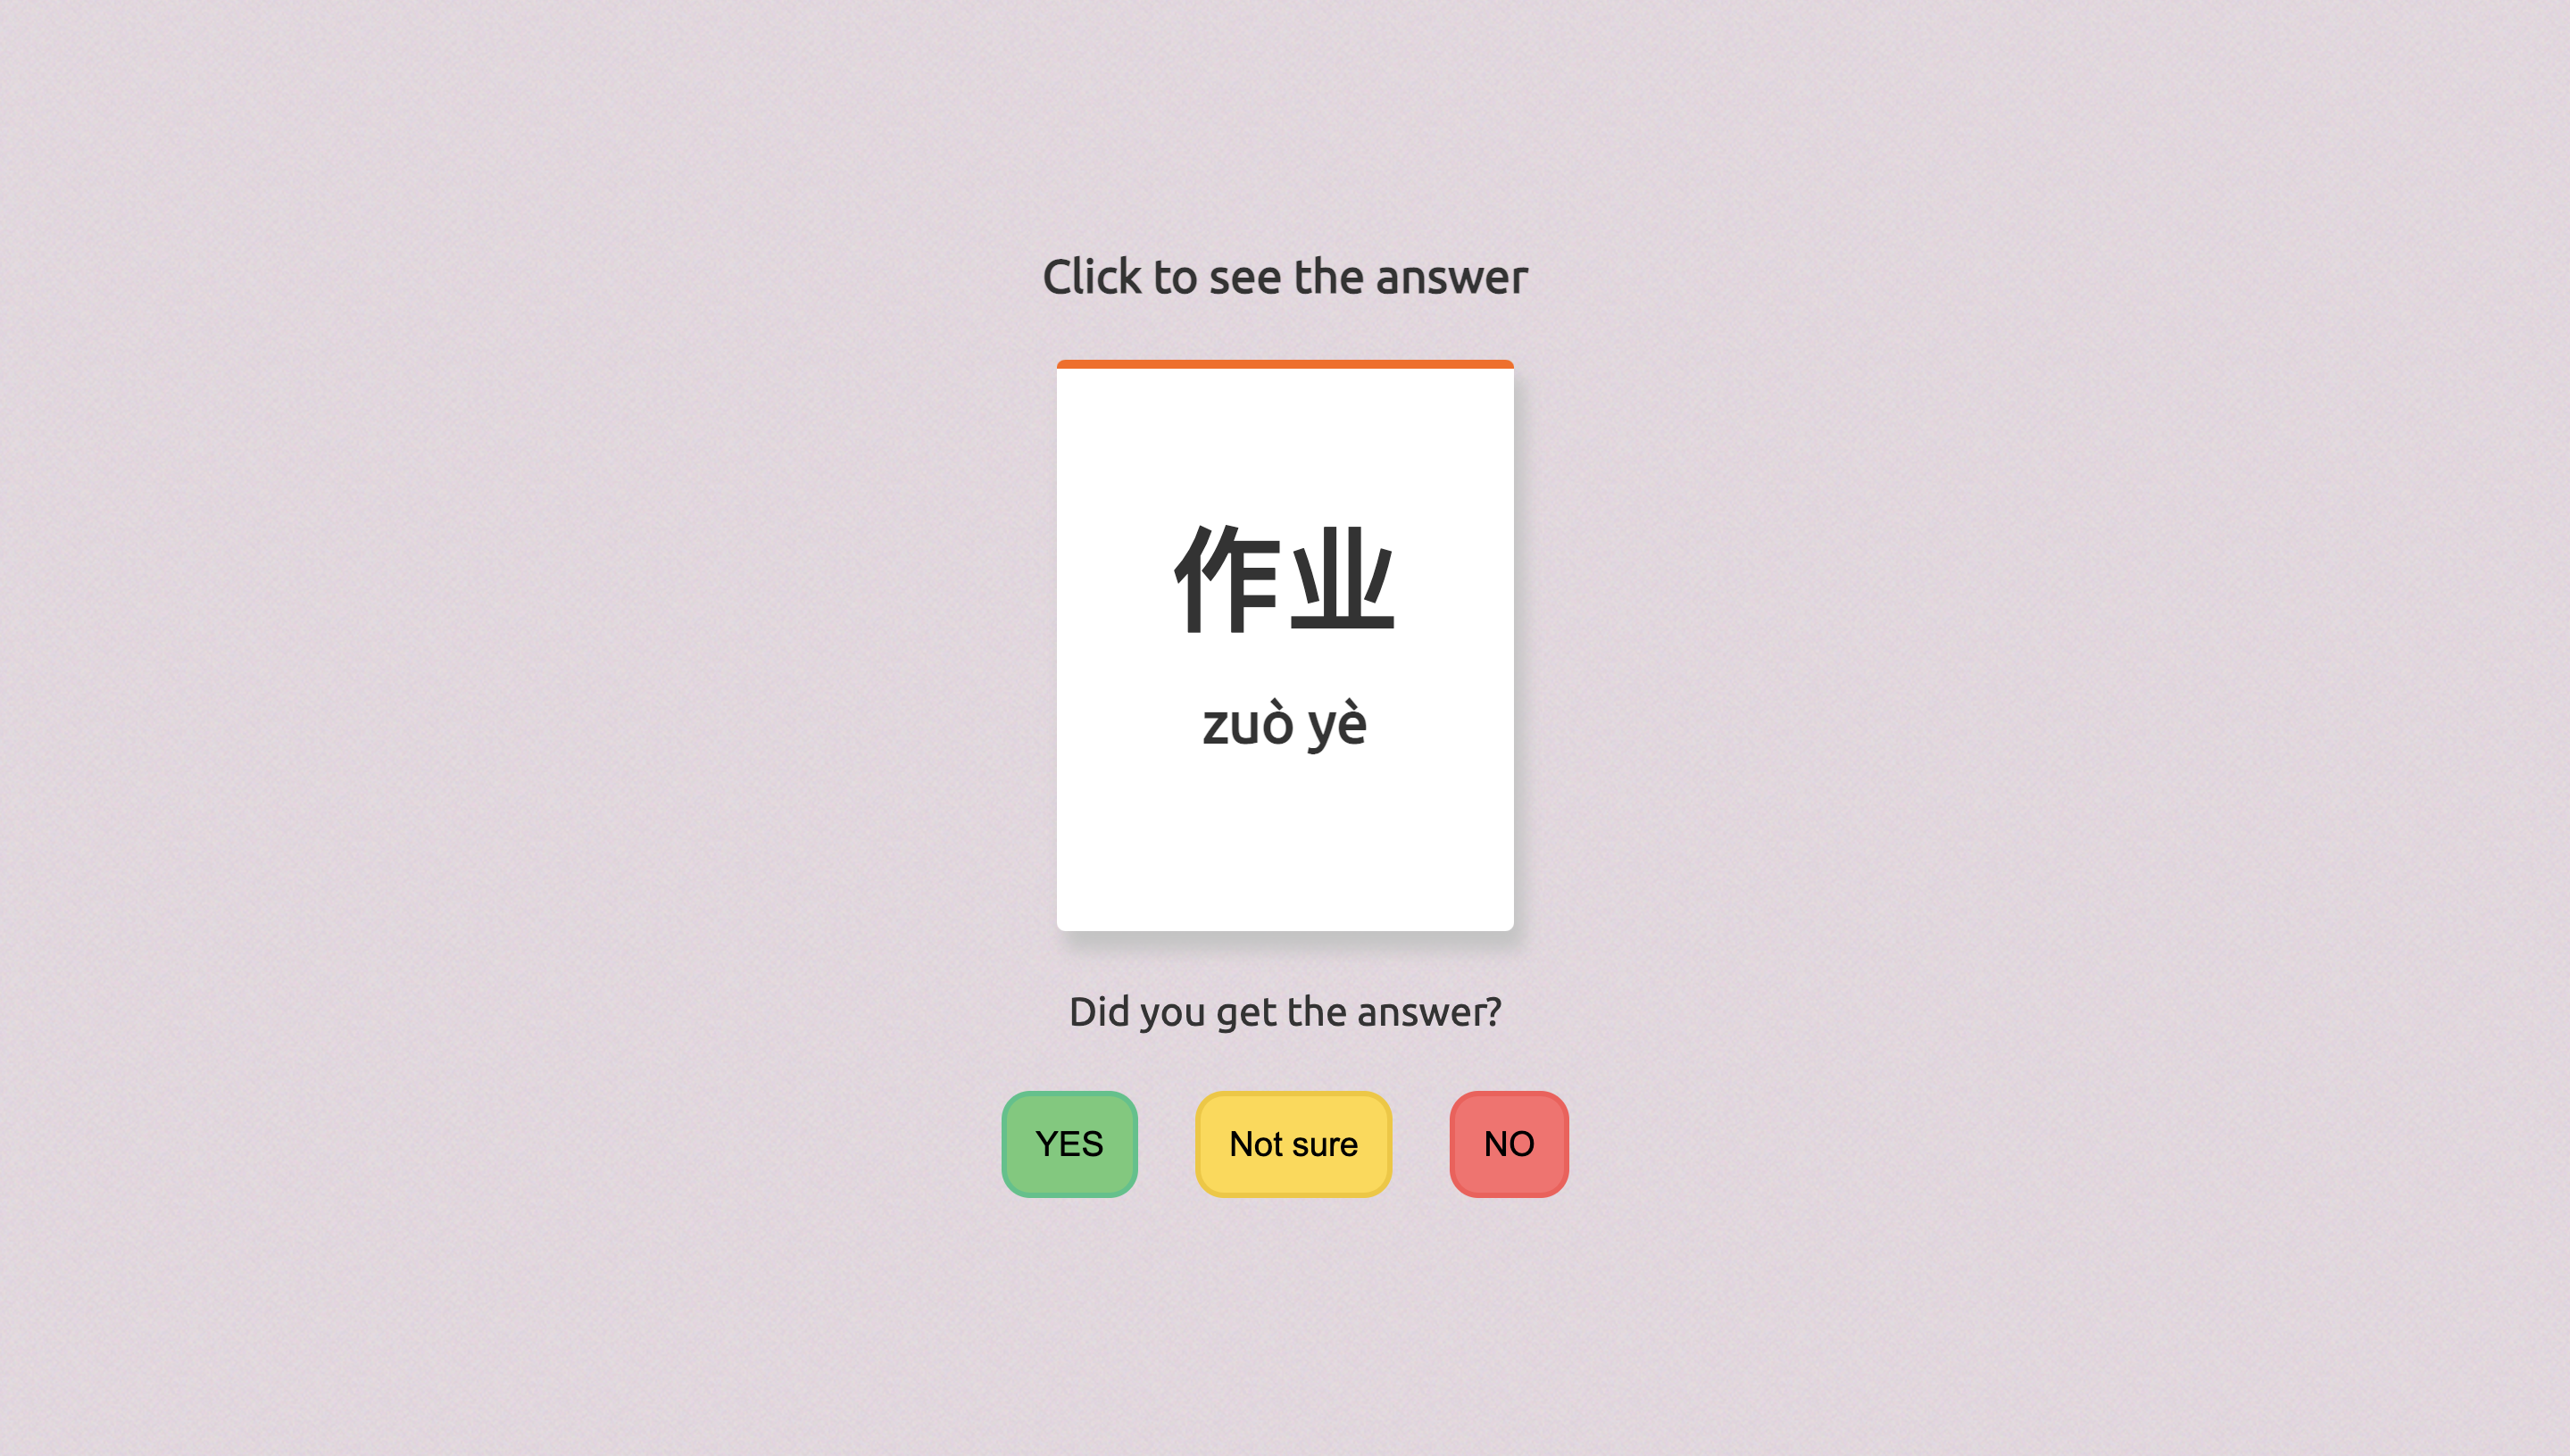 Click to see the answer
作业
zuò yè
Did you get the answer?
YES Not sure NO